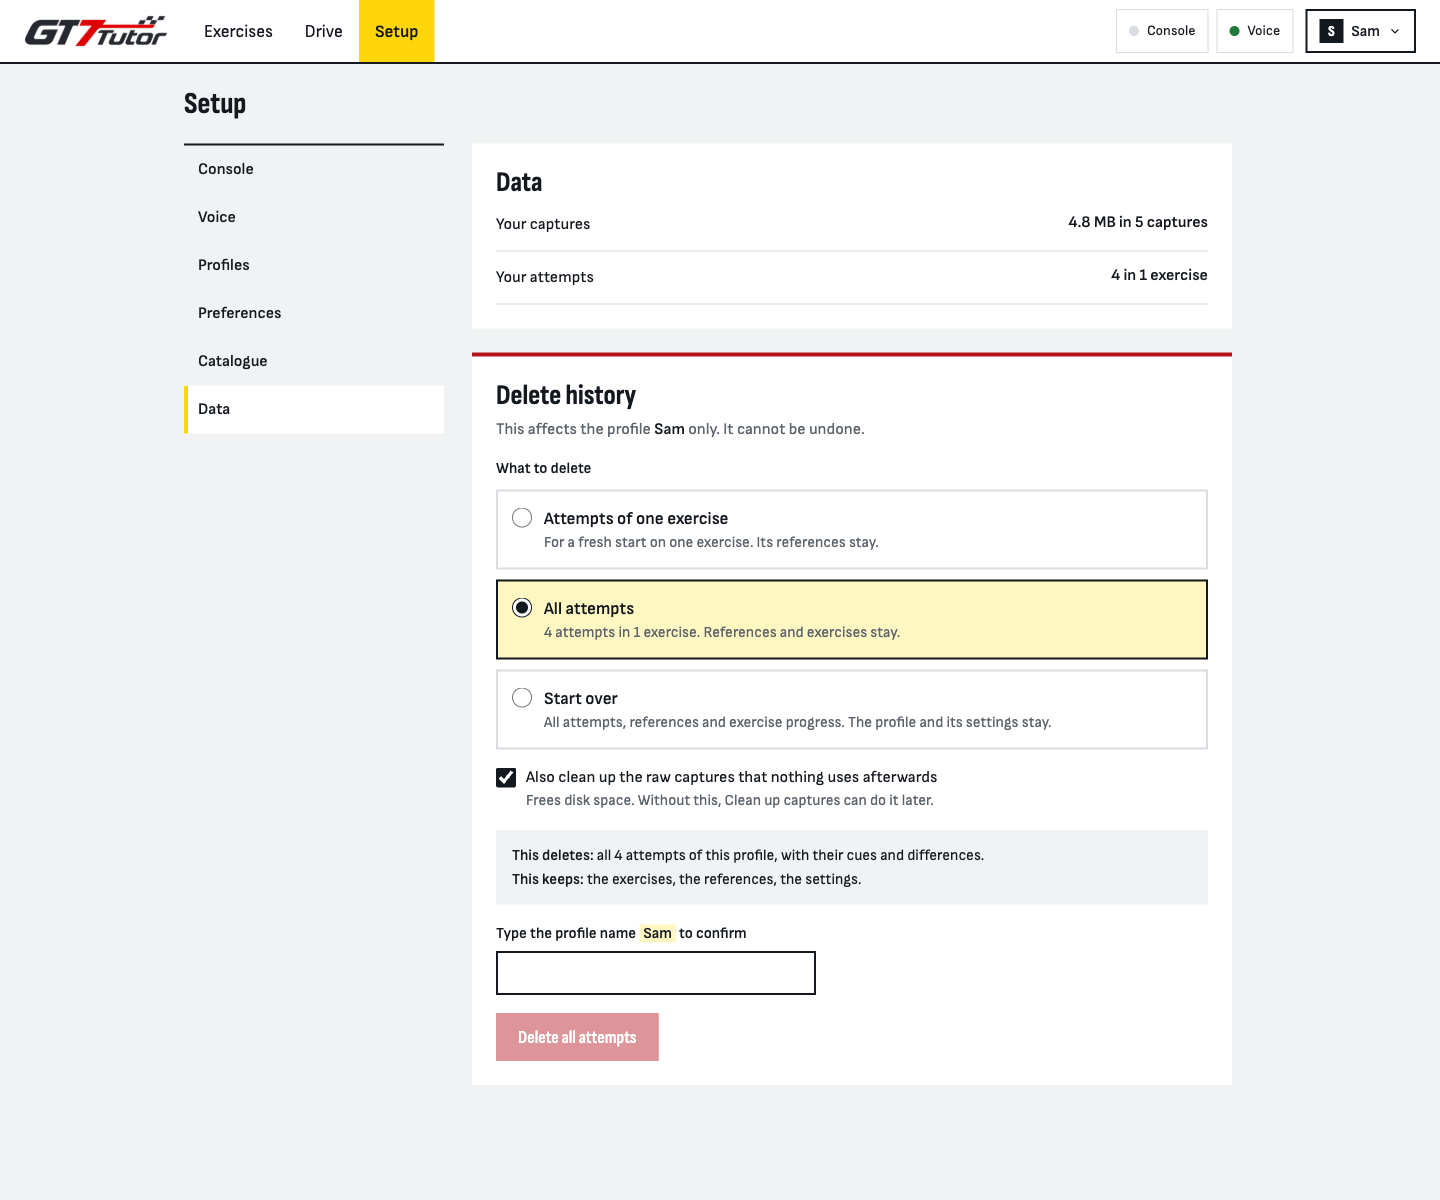 GT7Tutor
Exercises
Drive
Setup
Console
Voice
S
Sam
Setup
Console
Voice
Profiles
Preferences
Catalogue
Data
Data
Your captures
4.8 MB in 5 captures
Your attempts
4 in 1 exercise
Delete history
This affects the profile Sam only. It cannot be undone.
What to delete
Attempts of one exercise
For a fresh start on one exercise. Its references stay.
All attempts
4 attempts in 1 exercise. References and exercises stay.
Start over
All attempts, references and exercise progress. The profile and its settings stay.
Also clean up the raw captures that nothing uses afterwards
Frees disk space. Without this, Clean up captures can do it later.
This deletes: all 4 attempts of this profile, with their cues and differences.
This keeps: the exercises, the references, the settings.
Type the profile name Sam to confirm
Delete all attempts